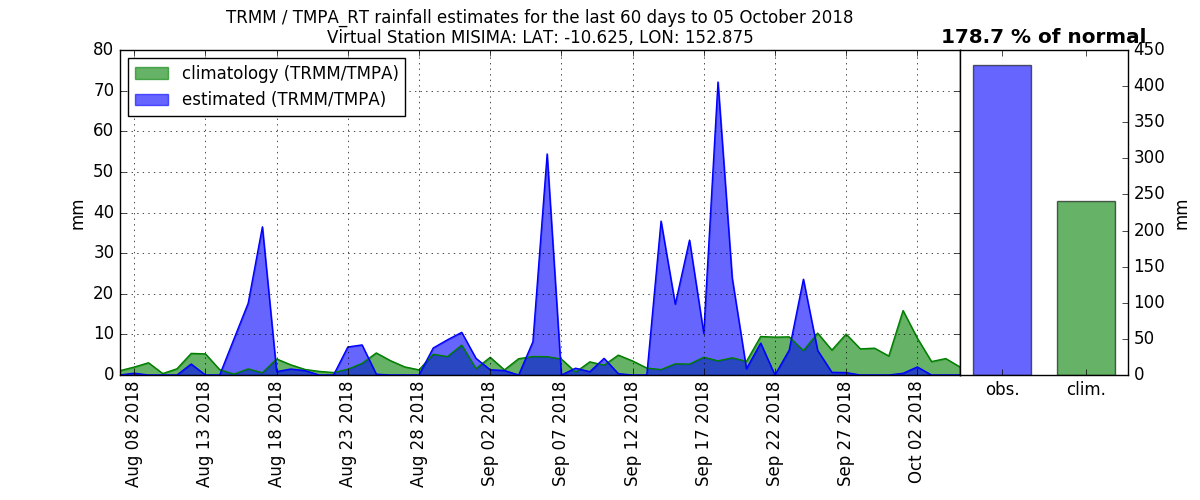 TRMM / TMPA_RT rainfall estimates for the last 60 days to 05 October 2018
Virtual Station MISIMA: LAT: -10.625, LON: 152.875
178.7 % of normal
climatology (TRMM/TMPA)
estimated (TRMM/TMPA)
mm
80
70
60
50
40
30
20
10
0
Aug 08 2018
Aug 13 2018
Aug 18 2018
Aug 23 2018
Aug 28 2018
Sep 02 2018
Sep 07 2018
Sep 12 2018
Sep 17 2018
Sep 22 2018
Sep 27 2018
Oct 02 2018
450
400
350
300
250
200
150
100
50
0
mm
obs.
clim.